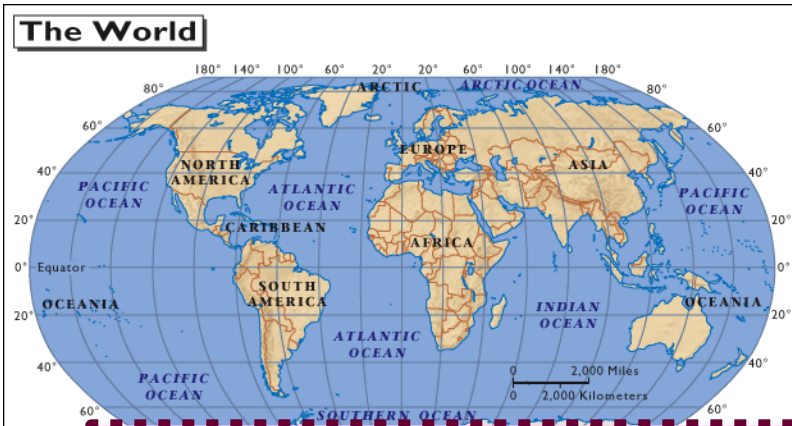 The World
180° 140° 100° 60° 20° 20° 60° 100° 140° 180°
ARCTIC
ARCTIC OCEAN
80°
80°
60°
60°
EUROPE
NORTH
AMERICA
ASIA
40°
40°
PACIFIC
OCEAN
ATLANTIC
OCEAN
PACIFIC
OCEAN
20°
20°
CARIBBEAN
AFRICA
0°
Equator
0°
SOUTH
AMERICA
OCEANIA
OCEANIA
INDIAN
OCEAN
20°
20°
ATLANTIC
OCEAN
40°
40°
PACIFIC
OCEAN
0 2,000 Miles
0 2,000 Kilometers
60°
60°
SOUTHERN OCEAN